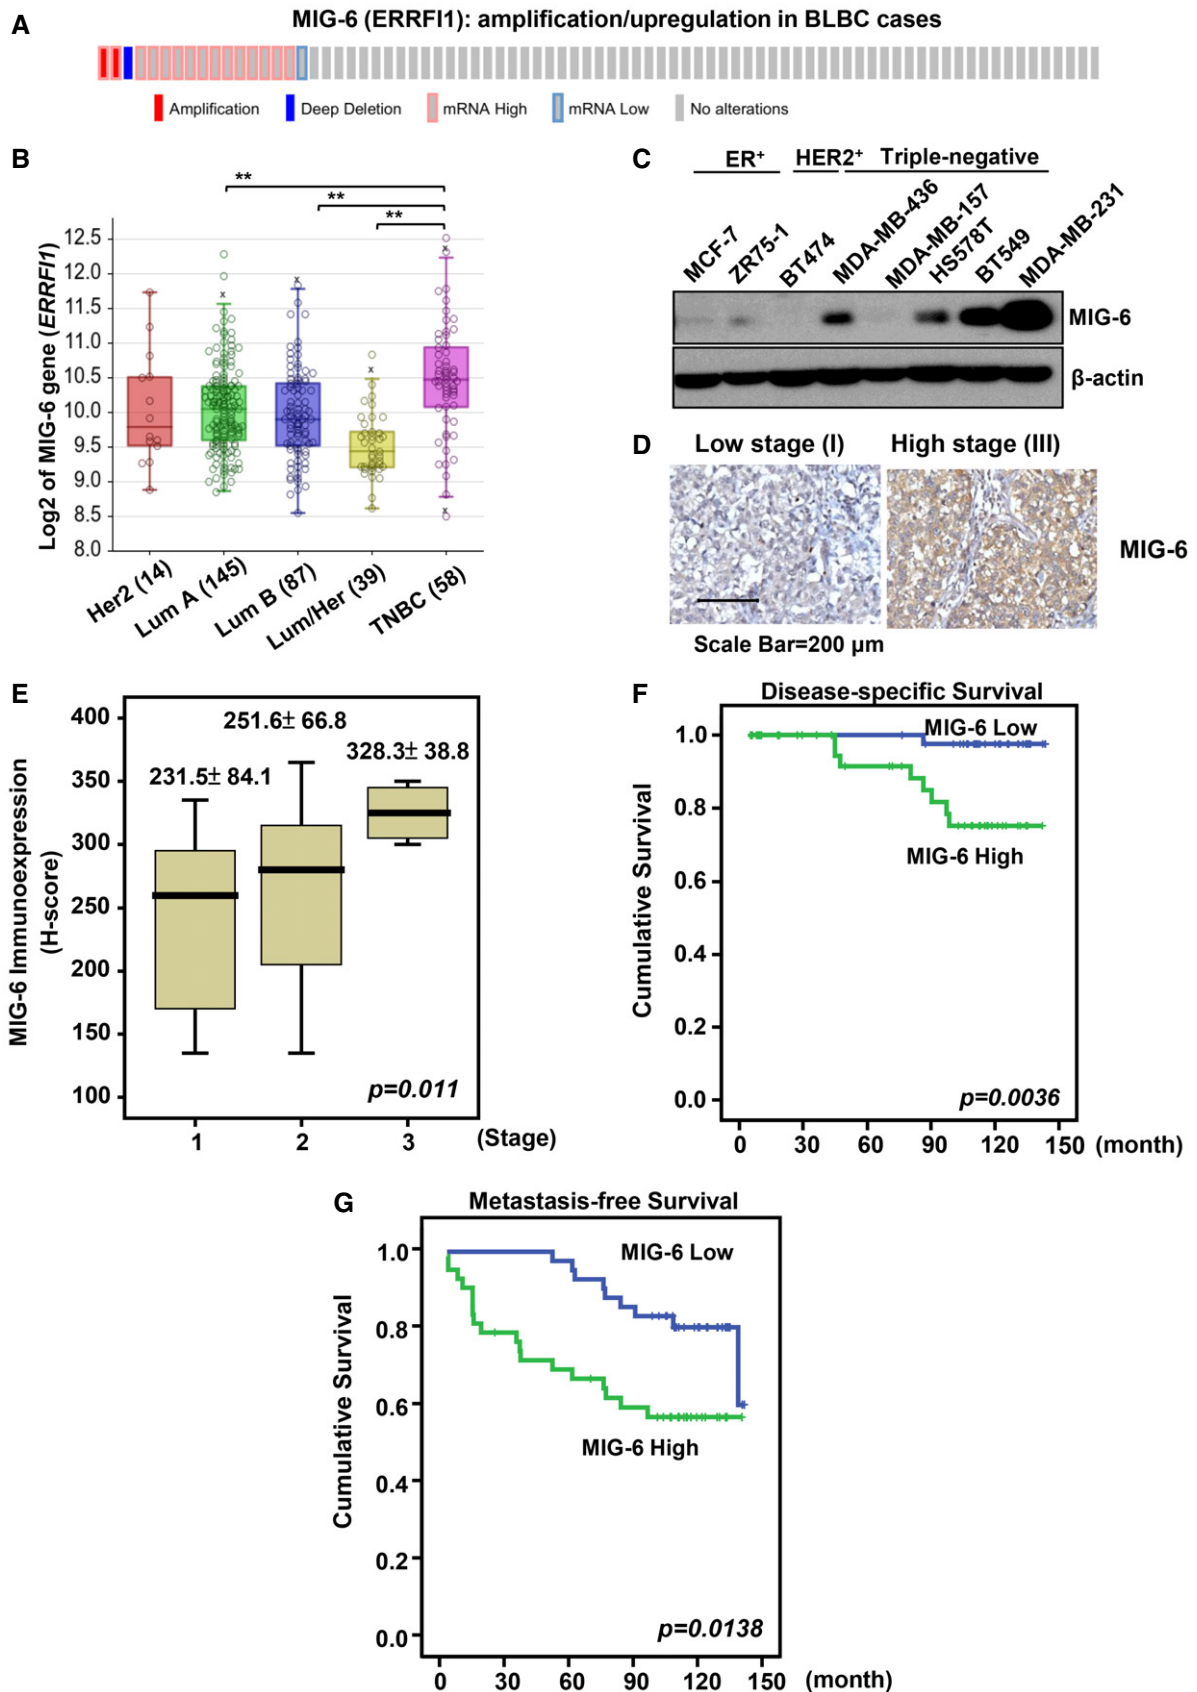 A
MIG-6 (ERRFI1): amplification/upregulation in BLBC cases
Amplification
Deep Deletion
mRNA High
mRNA Low
No alterations
B
**
**
**
Log2 of MIG-6 gene (ERRFI1)
12.5
12.0
11.5
11.0
10.5
10.0
9.5
9.0
8.5
8.0
Her2 (14)
Lum A (145)
Lum B (87)
Lum/Her (39)
TNBC (58)
C
ER+
HER2+
Triple-negative
MCF-7
ZR75-1
BT474
MDA-MB-436
MDA-MB-157
HS578T
BT549
MDA-MB-231
MIG-6
β-actin
D
Low stage (I)
High stage (III)
MIG-6
Scale Bar=200 µm
E
MIG-6 Immunoexpression
(H-score)
400
350
300
250
200
150
100
231.5± 84.1
251.6± 66.8
328.3± 38.8
p=0.011
1
2
3
(Stage)
F
Disease-specific Survival
Cumulative Survival
1.0
0.8
0.6
0.4
0.2
0.0
MIG-6 Low
MIG-6 High
p=0.0036
0
30
60
90
120
150
(month)
G
Metastasis-free Survival
Cumulative Survival
1.0
0.8
0.6
0.4
0.2
0.0
MIG-6 Low
MIG-6 High
p=0.0138
0
30
60
90
120
150
(month)